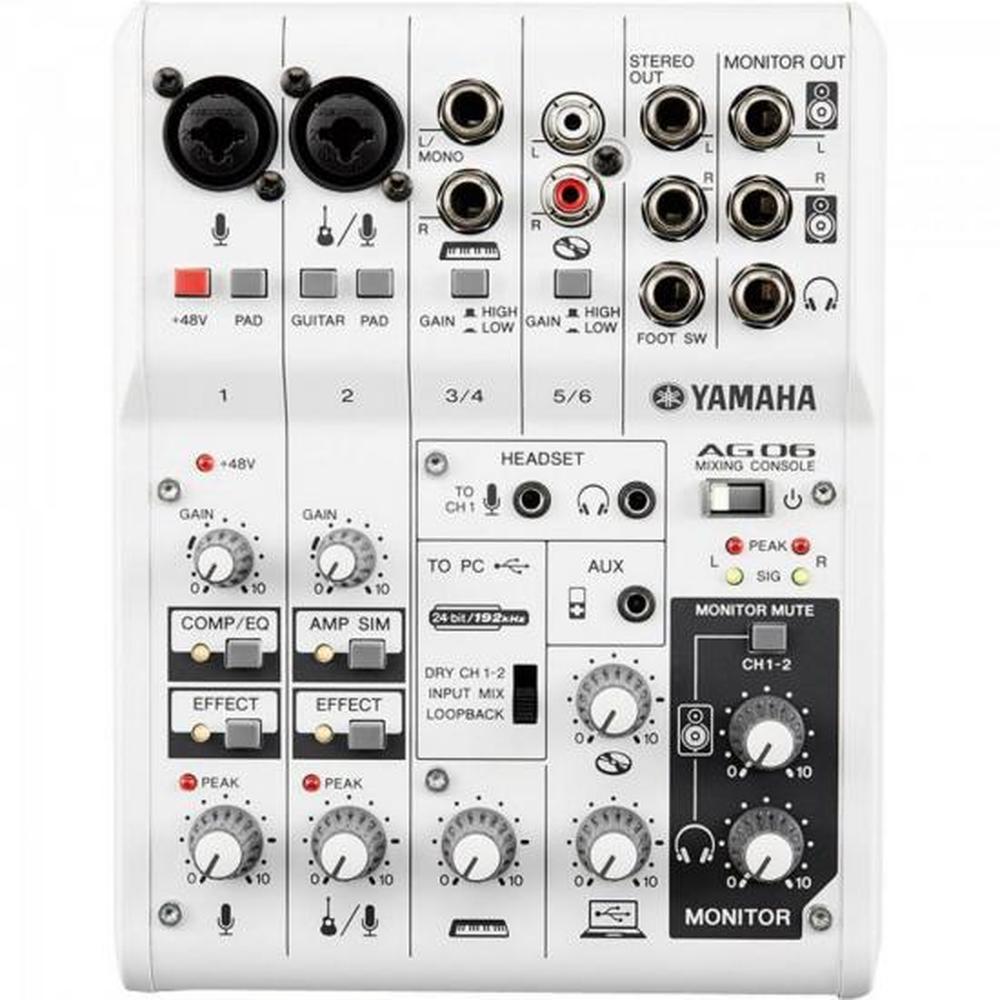 STEREO
OUT
MONITOR OUT
L/
MONO
L
L
L
R
R
R
R
+48V
PAD
GUITAR
PAD
GAIN
HIGH
LOW
GAIN
HIGH
LOW
FOOT SW
1
2
3/4
5/6
YAMAHA
AG06
MIXING CONSOLE
+48V
HEADSET
TO
CH 1
GAIN
0
10
GAIN
0
10
PEAK
L
R
SIG
TO PC
AUX
24 bit/192kHz
COMP/EQ
AMP SIM
MONITOR MUTE
CH1-2
DRY CH 1-2
INPUT MIX
LOOPBACK
EFFECT
EFFECT
0
10
0
10
PEAK
PEAK
0
10
0
10
0
10
0
10
0
10
MONITOR